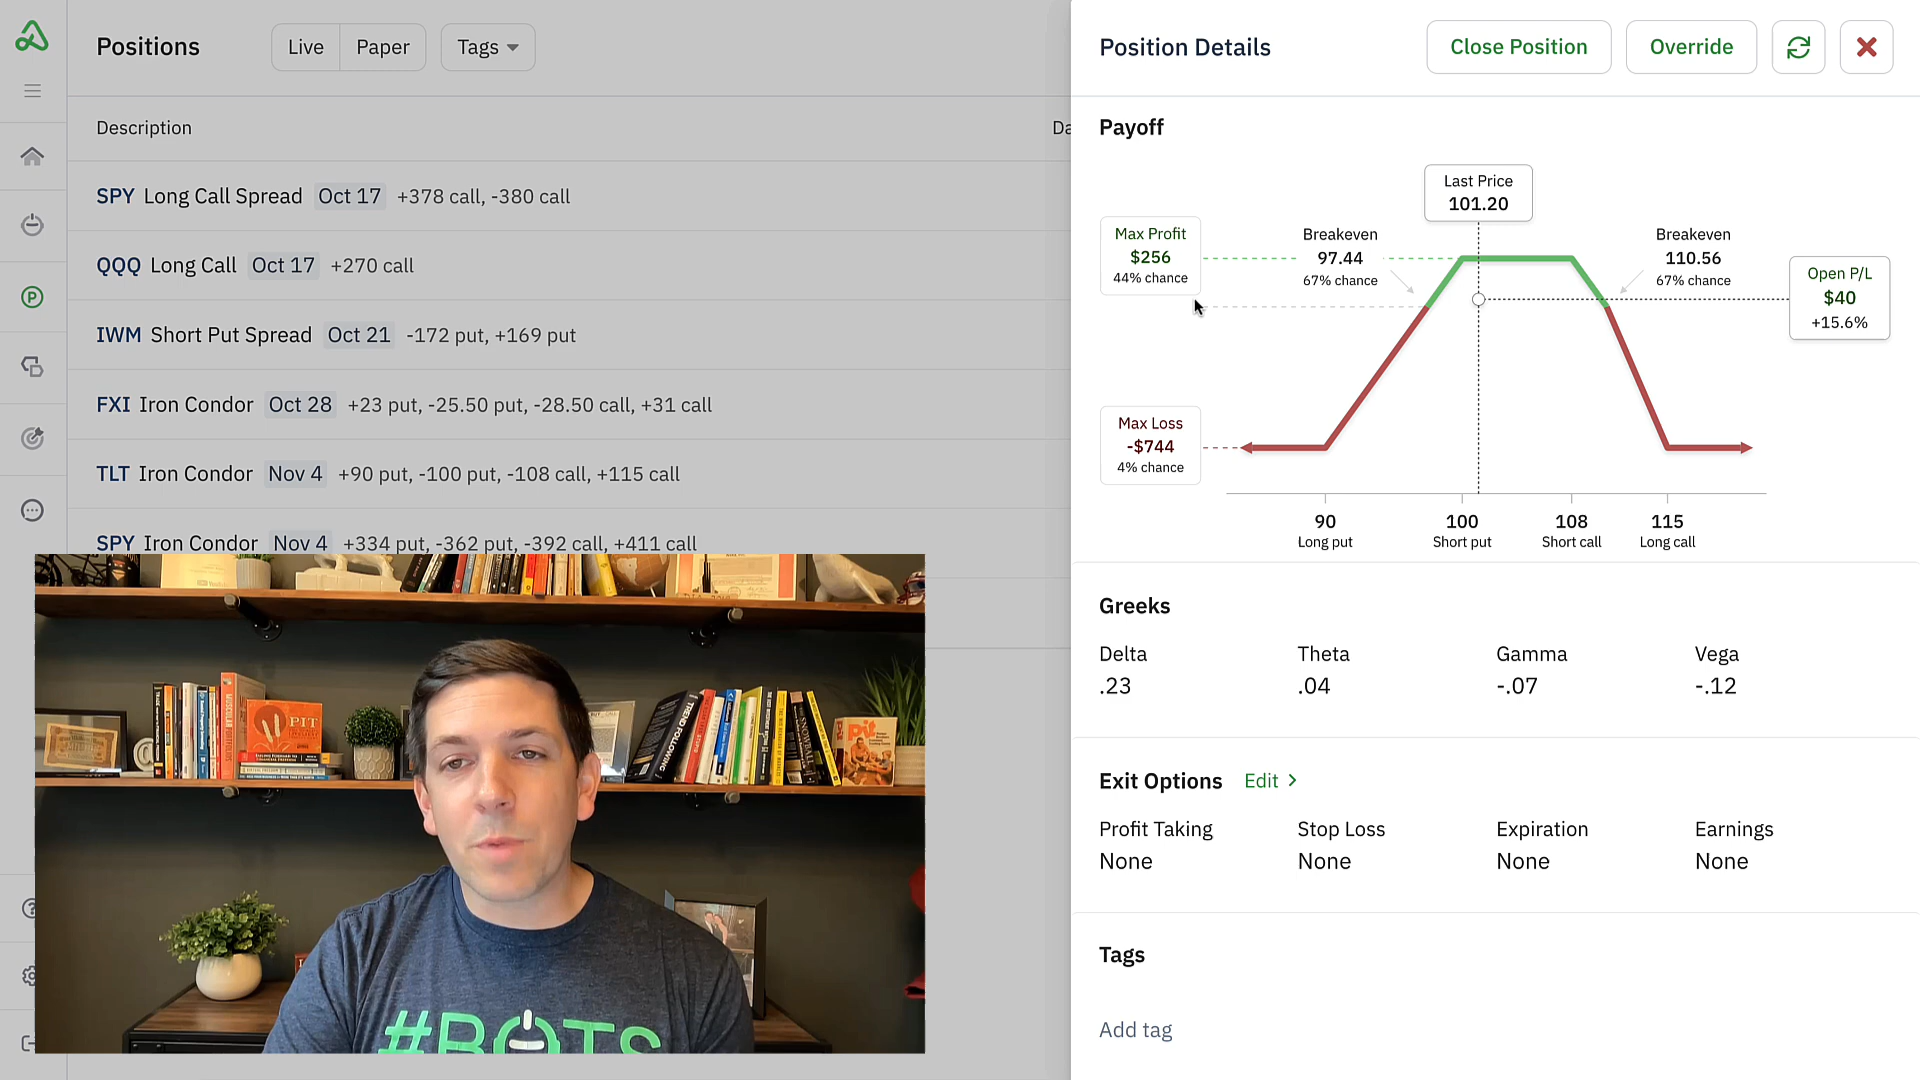 Positions
Live
Paper
Tags
Description
Da
SPY Long Call Spread Oct 17 +378 call, -380 call
QQQ Long Call Oct 17 +270 call
IWM Short Put Spread Oct 21 -172 put, +169 put
FXI Iron Condor Oct 28 +23 put, -25.50 put, -28.50 call, +31 call
TLT Iron Condor Nov 4 +90 put, -100 put, -108 call, +115 call
SPY Iron Condor Nov 4 +334 put, -362 put, -392 call, +411 call
Position Details
Close Position
Override
Payoff
Last Price
101.20
Max Profit
$256
44% chance
Breakeven
97.44
67% chance
Breakeven
110.56
67% chance
Open P/L
$40
+15.6%
Max Loss
-$744
4% chance
90
Long put
100
Short put
108
Short call
115
Long call
Greeks
Delta
.23
Theta
.04
Gamma
-.07
Vega
-.12
Exit Options
Edit
Profit Taking
None
Stop Loss
None
Expiration
None
Earnings
None
Tags
Add tag
PIT
TREND FOLLOWING
SNOWBALL
pit
#BOTS